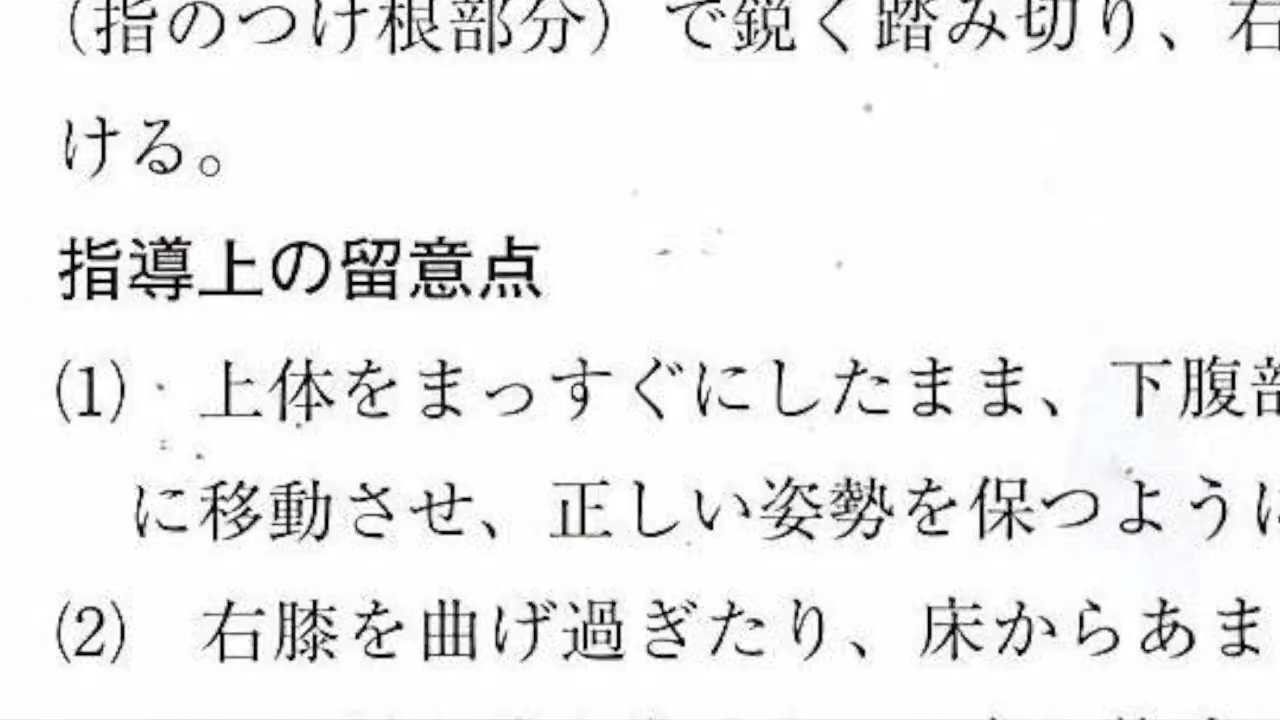 (指のつけ根部分) で鋭く踏み切り、右
ける。
指導上の留意点
(1) 上体をまっすぐにしたまま、下腹部
に移動させ、正しい姿勢を保つように
(2) 右膝を曲げ過ぎたり、床からあま